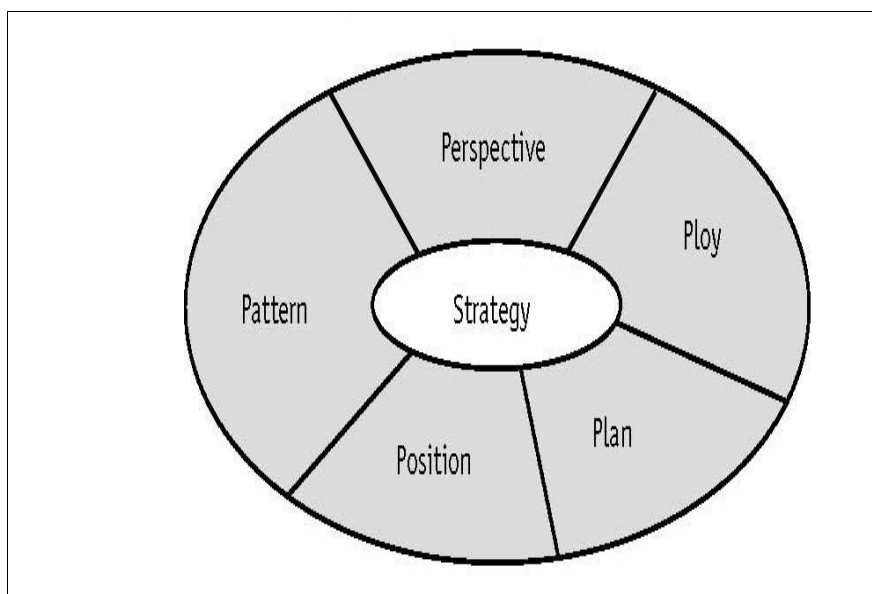 Perspective
Ploy
Pattern
Strategy
Plan
Position